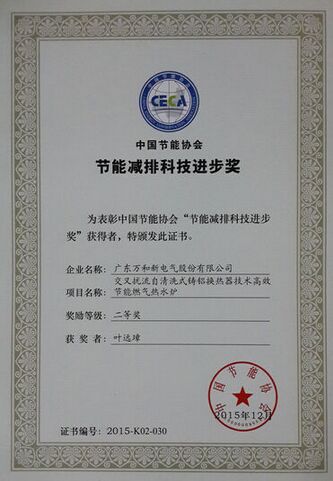 CECA
中国节能协会
节能减排科技进步奖
为表彰中国节能协会“节能减排科技进步
奖”获得者，特颁发此证书。
企业名称：广东万和新电气股份有限公司
交叉扰流自清洗式铸铝换热器技术高效
项目名称：节能燃气热水炉
奖励等级：二等奖
获奖者：叶远璋
中国节能协会
2015年12月
证书编号：2015-K02-030